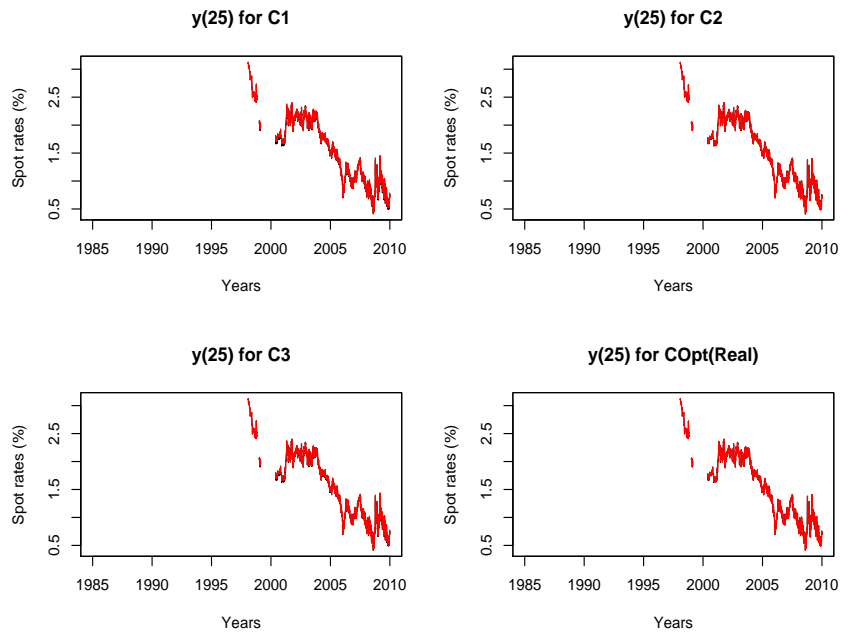 y(25) for C1
Spot rates (%)
2.5
1.5
0.5
1985 1990 1995 2000 2005 2010
Years
y(25) for C2
Spot rates (%)
2.5
1.5
0.5
1985 1990 1995 2000 2005 2010
Years
y(25) for C3
Spot rates (%)
2.5
1.5
0.5
1985 1990 1995 2000 2005 2010
Years
y(25) for COpt(Real)
Spot rates (%)
2.5
1.5
0.5
1985 1990 1995 2000 2005 2010
Years